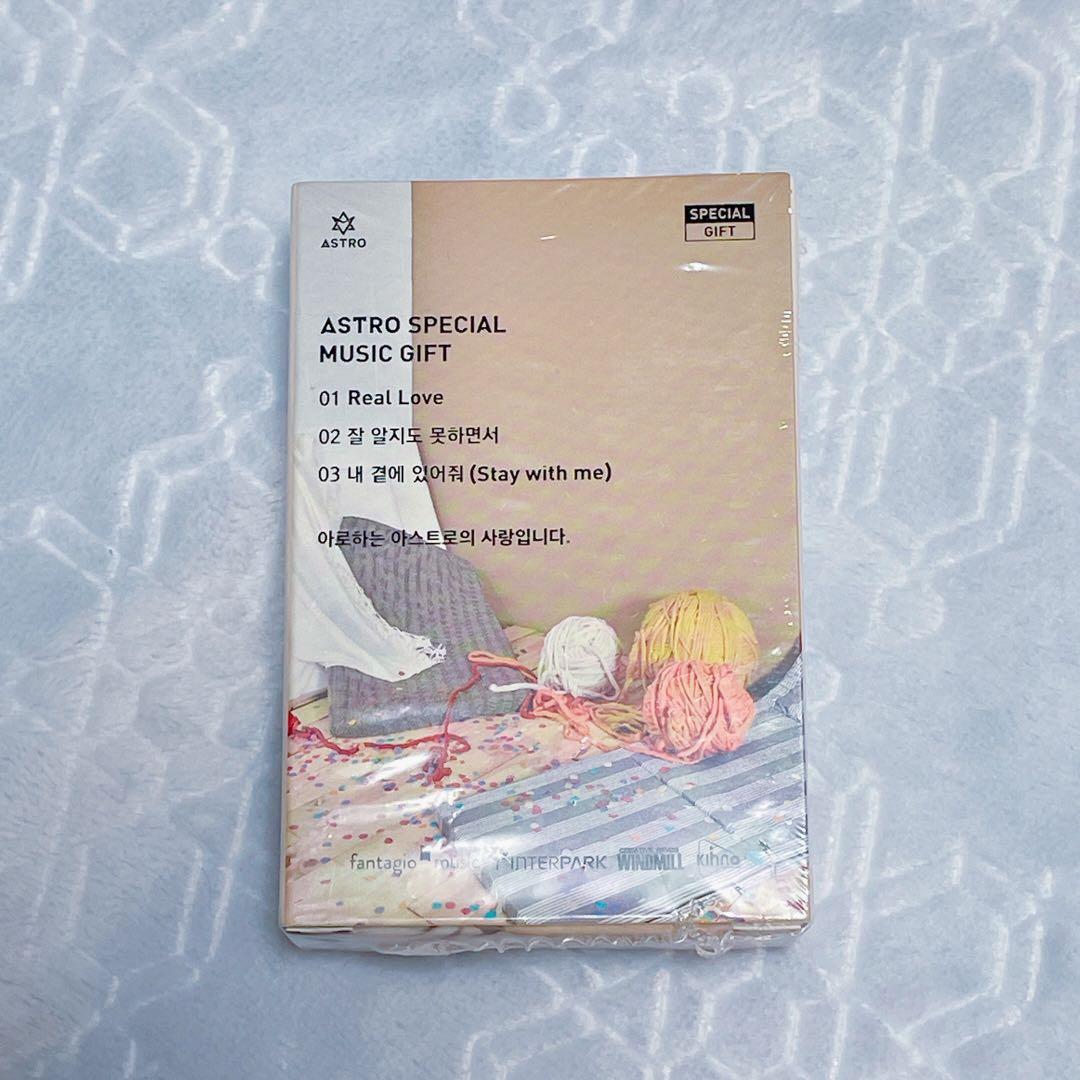 ASTRO
SPECIAL
GIFT
ASTRO SPECIAL
MUSIC GIFT
01 Real Love
02 잘 알지도 못하면서
03 내 곁에 있어줘 (Stay with me)
아로하는 아스트로의 사랑입니다.
fantagio music INTERPARK WINDMILL kihno